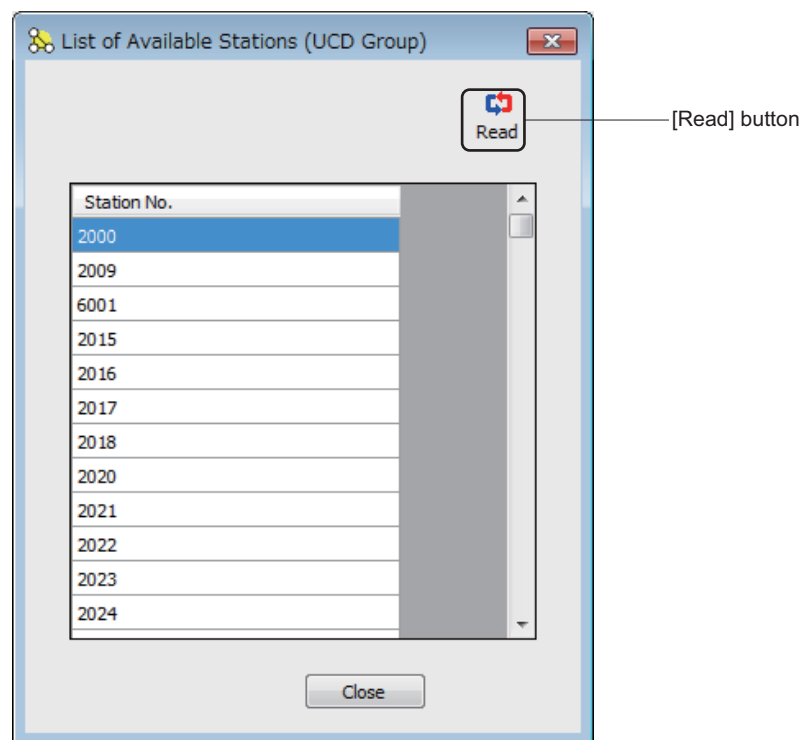 List of Available Stations (UCD Group)
Read
[Read] button
Station No.
2000
2009
6001
2015
2016
2017
2018
2020
2021
2022
2023
2024
Close